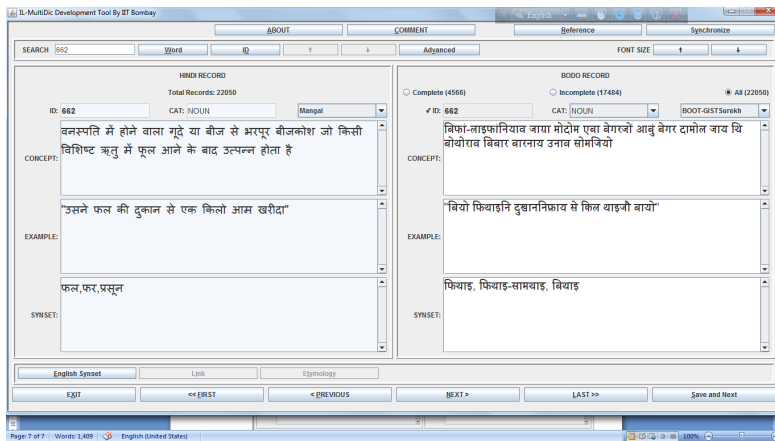 IL-MultiDic Development Tool By IIT Bombay
English
ABOUT COMMENT Reference Synchronize
SEARCH 662 Word ID ↑ ↓ Advanced FONT SIZE ↑ ↓
HINDI RECORD
Total Records: 22050
ID: 662 CAT: NOUN Mangal
CONCEPT:
वनस्पति में होने वाला गूदे या बीज से भरपूर बीजकोश जो किसी
विशिष्ट ऋतु में फूल आने के बाद उत्पन्न होता है
EXAMPLE:
"उसने फल की दुकान से एक किलो आम खरीदा"
SYNSET:
फल,फर,प्रसून
BODO RECORD
Complete (4566) Incomplete (17484) All (22050)
✓ ID: 662 CAT: NOUN BOOT-GISTSurekh
CONCEPT:
बिफां-लाइफांनियाव जाया मोदोम एबा बेगरजों आबुं बेगर दामोल जाय थि
बोथोराव बिबार बारनाय उनाव सोमजियो
EXAMPLE:
"बियो फिथाइनि दुखाननिफ्राय से किल थाइजौ बायो"
SYNSET:
फिथाइ, फिथाइ-सामथाइ, बिथाइ
English Synset Link Etymology
EXIT << FIRST < PREVIOUS NEXT > LAST >> Save and Next
Page: 7 of 7 Words: 1,409 English (United States) 100%